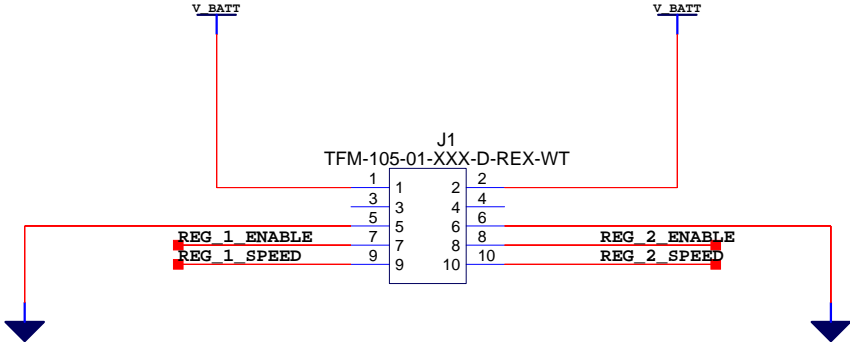 V_BATT V_BATT
J1
TFM-105-01-XXX-D-REX-WT
1 1 2 2
3 3 4 4
5 5 6 6
REG_1_ENABLE 7 7 8 8 REG_2_ENABLE
REG_1_SPEED 9 9 10 10 REG_2_SPEED